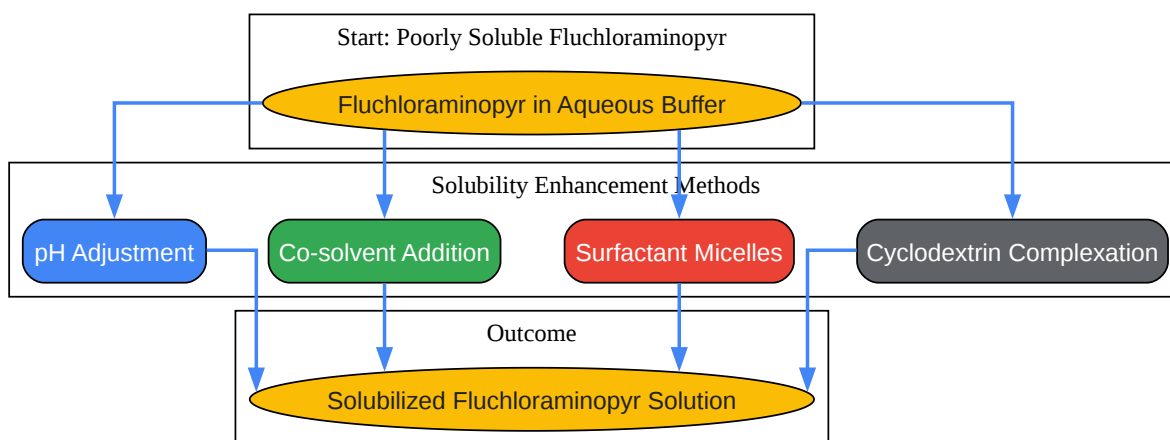 Start: Poorly Soluble Fluchloraminopyr
Fluchloraminopyr in Aqueous Buffer
Solubility Enhancement Methods
pH Adjustment
Co-solvent Addition
Surfactant Micelles
Cyclodextrin Complexation
Outcome
Solubilized Fluchloraminopyr Solution